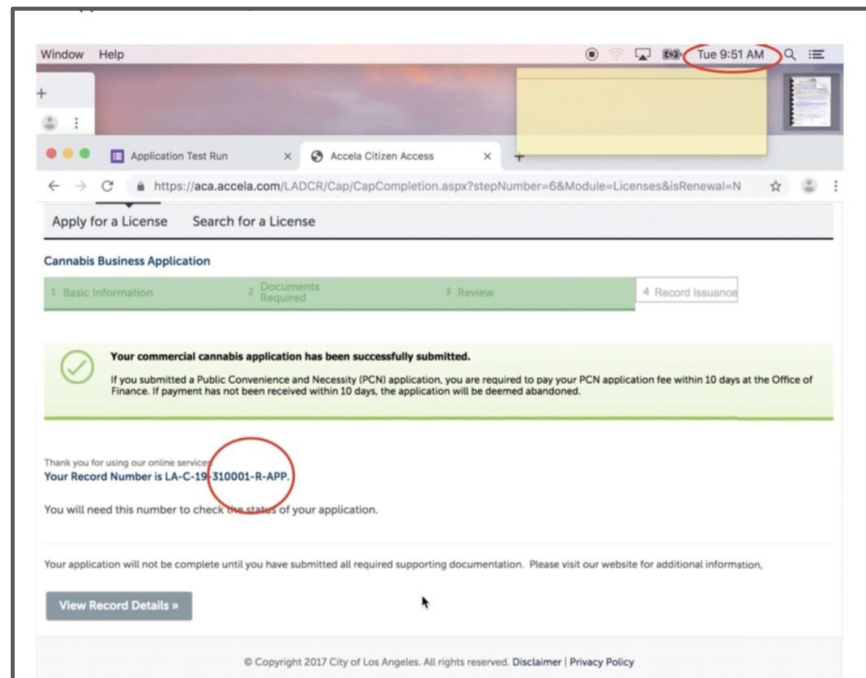 Window Help Tue 9:51 AM
Application Test Run Accela Citizen Access
https://aca.accela.com/LADCR/Cap/CapCompletion.aspx?stepNumber=6&Module=Licenses&isRenewal=N
Apply for a License Search for a License
Cannabis Business Application
1 Basic Information 2 Documents Required 3 Review 4 Record Issuance
Your commercial cannabis application has been successfully submitted.
If you submitted a Public Convenience and Necessity (PCN) application, you are required to pay your PCN application fee within 10 days at the Office of
Finance. If payment has not been received within 10 days, the application will be deemed abandoned.
Thank you for using our online services
Your Record Number is LA-C-19-310001-R-APP.
You will need this number to check the status of your application.
Your application will not be complete until you have submitted all required supporting documentation. Please visit our website for additional information,
View Record Details »
© Copyright 2017 City of Los Angeles. All rights reserved. Disclaimer | Privacy Policy